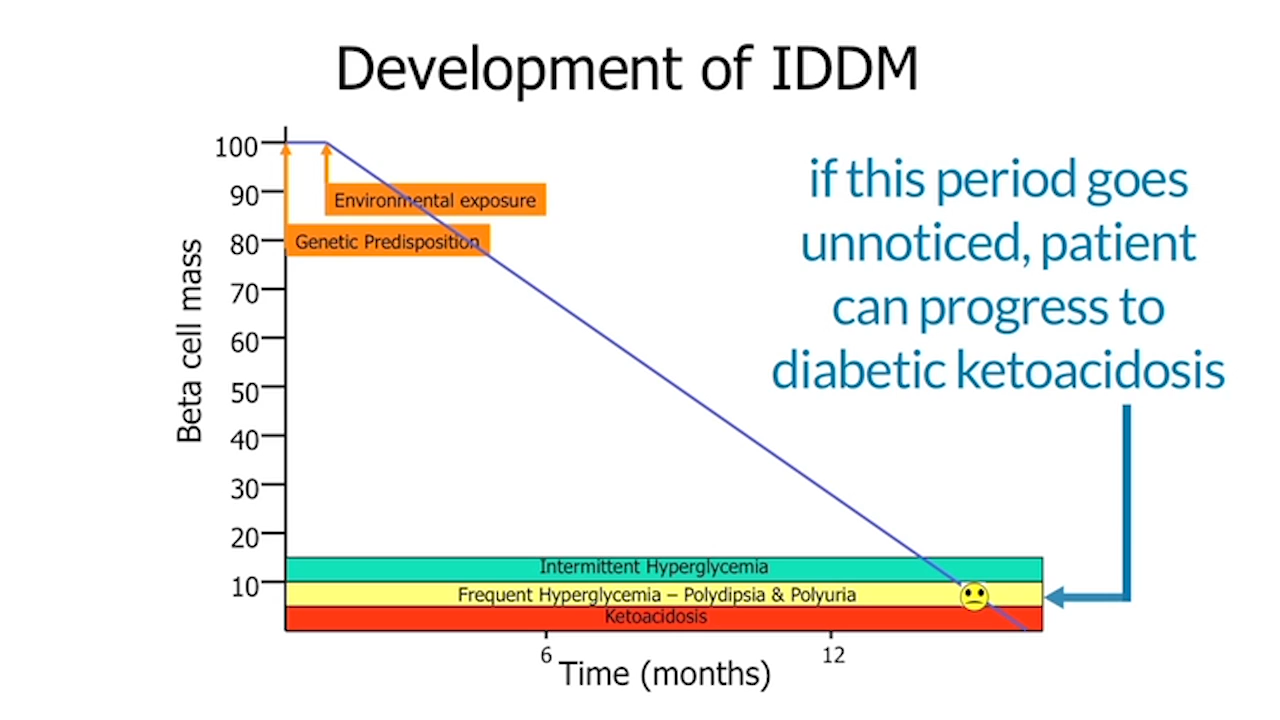 Development of IDDM
if this period goes
unnoticed, patient
can progress to
diabetic ketoacidosis
Beta cell mass
100
90
80
70
60
50
40
30
20
10
Environmental exposure
Genetic Predisposition
Intermittent Hyperglycemia
Frequent Hyperglycemia – Polydipsia & Polyuria
Ketoacidosis
6
12
Time (months)